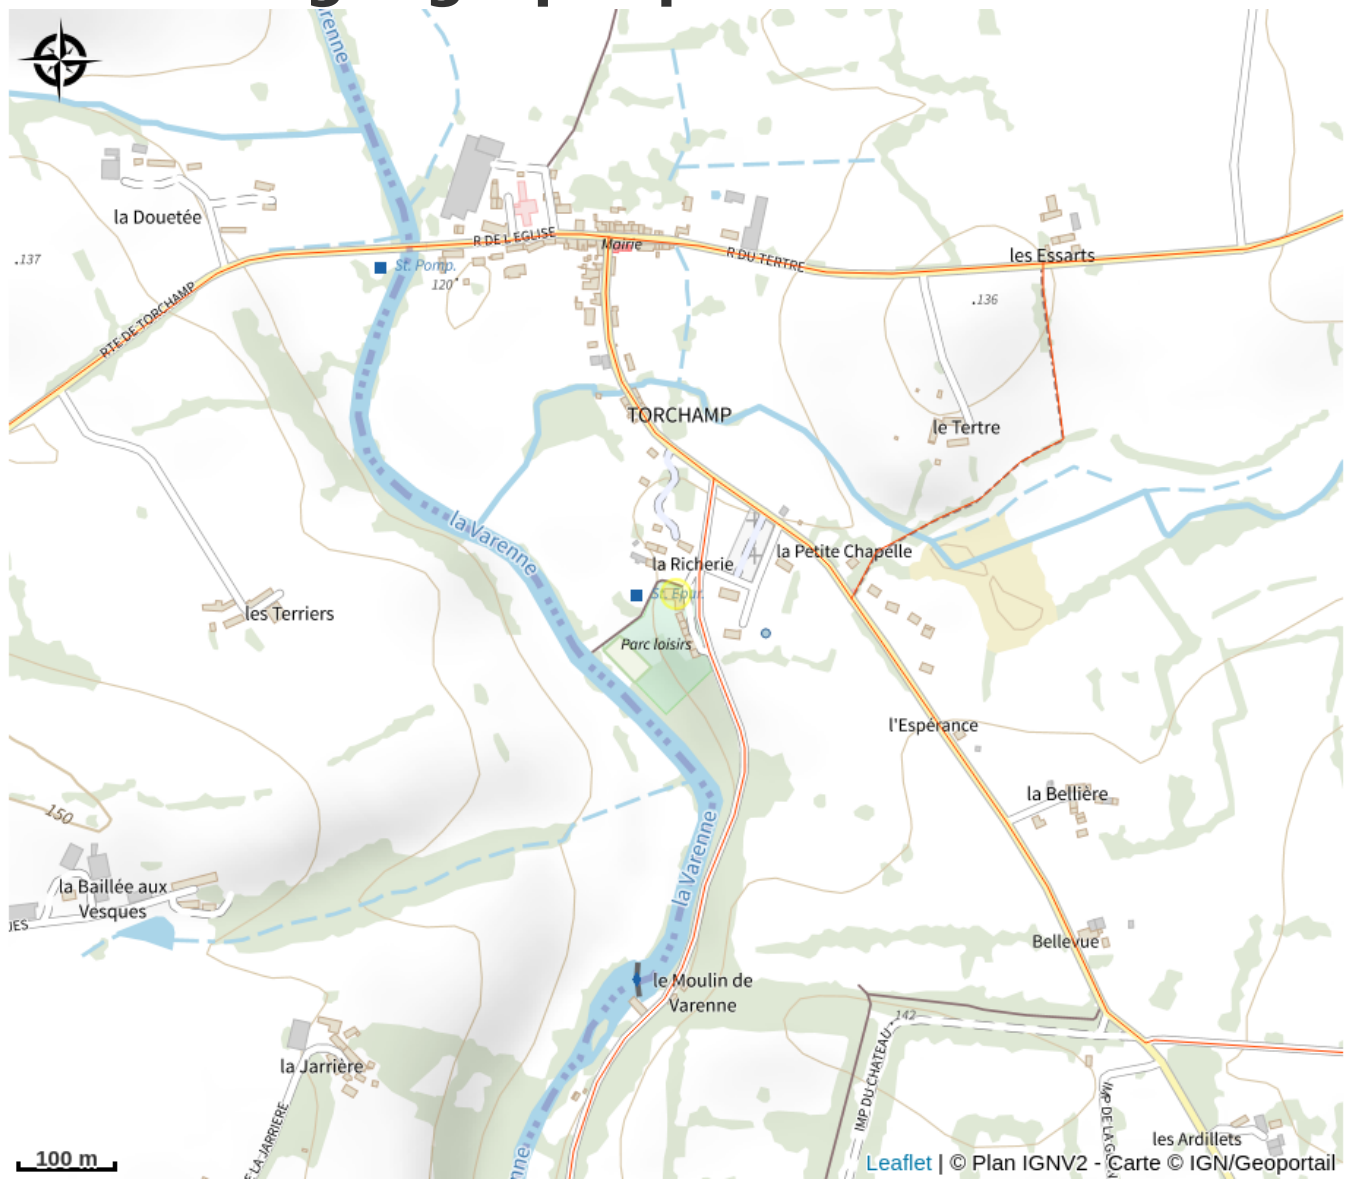 la Douetée
137
R DE L'EGLISE
Mairie
R DU TERTRE
les Essarts
St. Pomp.
120
136
RTE DE TORCHAMP
TORCHAMP
le Tertre
la Varenne
la Petite Chapelle
la Richerie
St. Epur.
les Terriers
Parc loisirs
l'Espérance
la Bellière
150
la Varenne
la Baillée aux
Vesques
Bellevue
le Moulin de
Varenne
142
IMP DU CHATEAU
la Jarrière
les Ardillets
100 m
Leaflet | © Plan IGNV2 - Carte © IGN/Geoportail